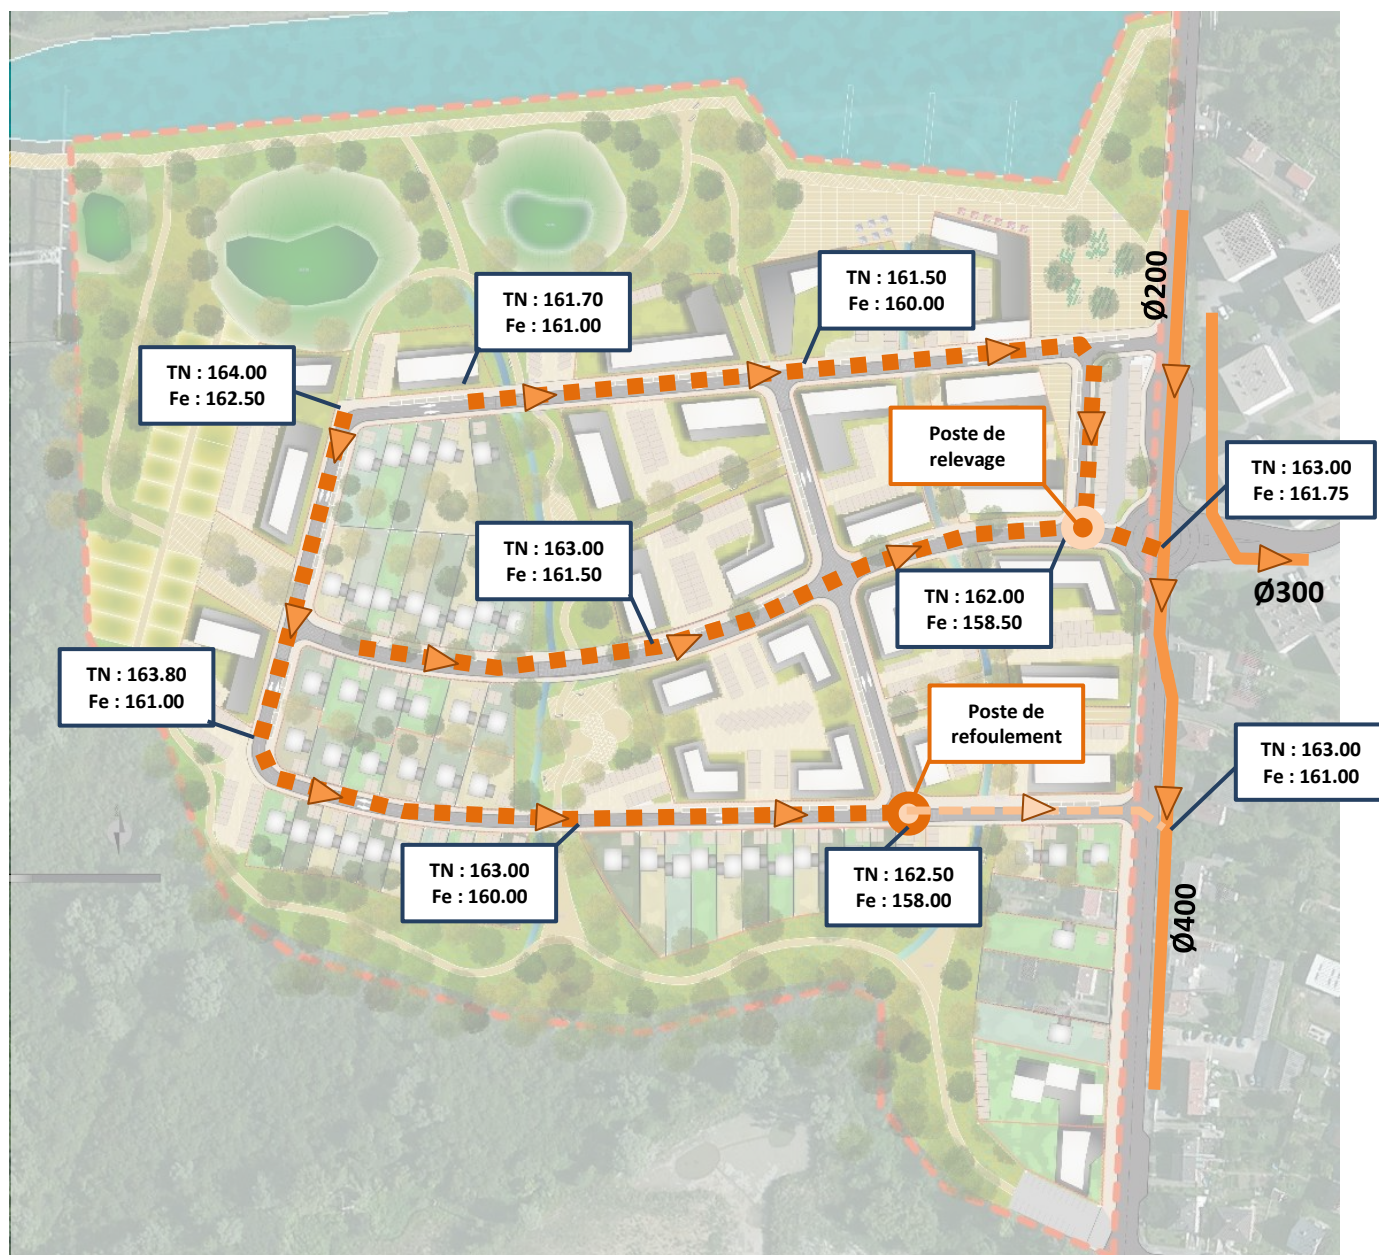 Ø200
TN : 161.50
Fe : 160.00
TN : 161.70
Fe : 161.00
TN : 164.00
Fe : 162.50
Poste de
relevage
TN : 163.00
Fe : 161.75
TN : 163.00
Fe : 161.50
TN : 162.00
Fe : 158.50
Ø300
TN : 163.80
Fe : 161.00
Poste de
refoulement
TN : 163.00
Fe : 161.00
TN : 163.00
Fe : 160.00
TN : 162.50
Fe : 158.00
Ø400